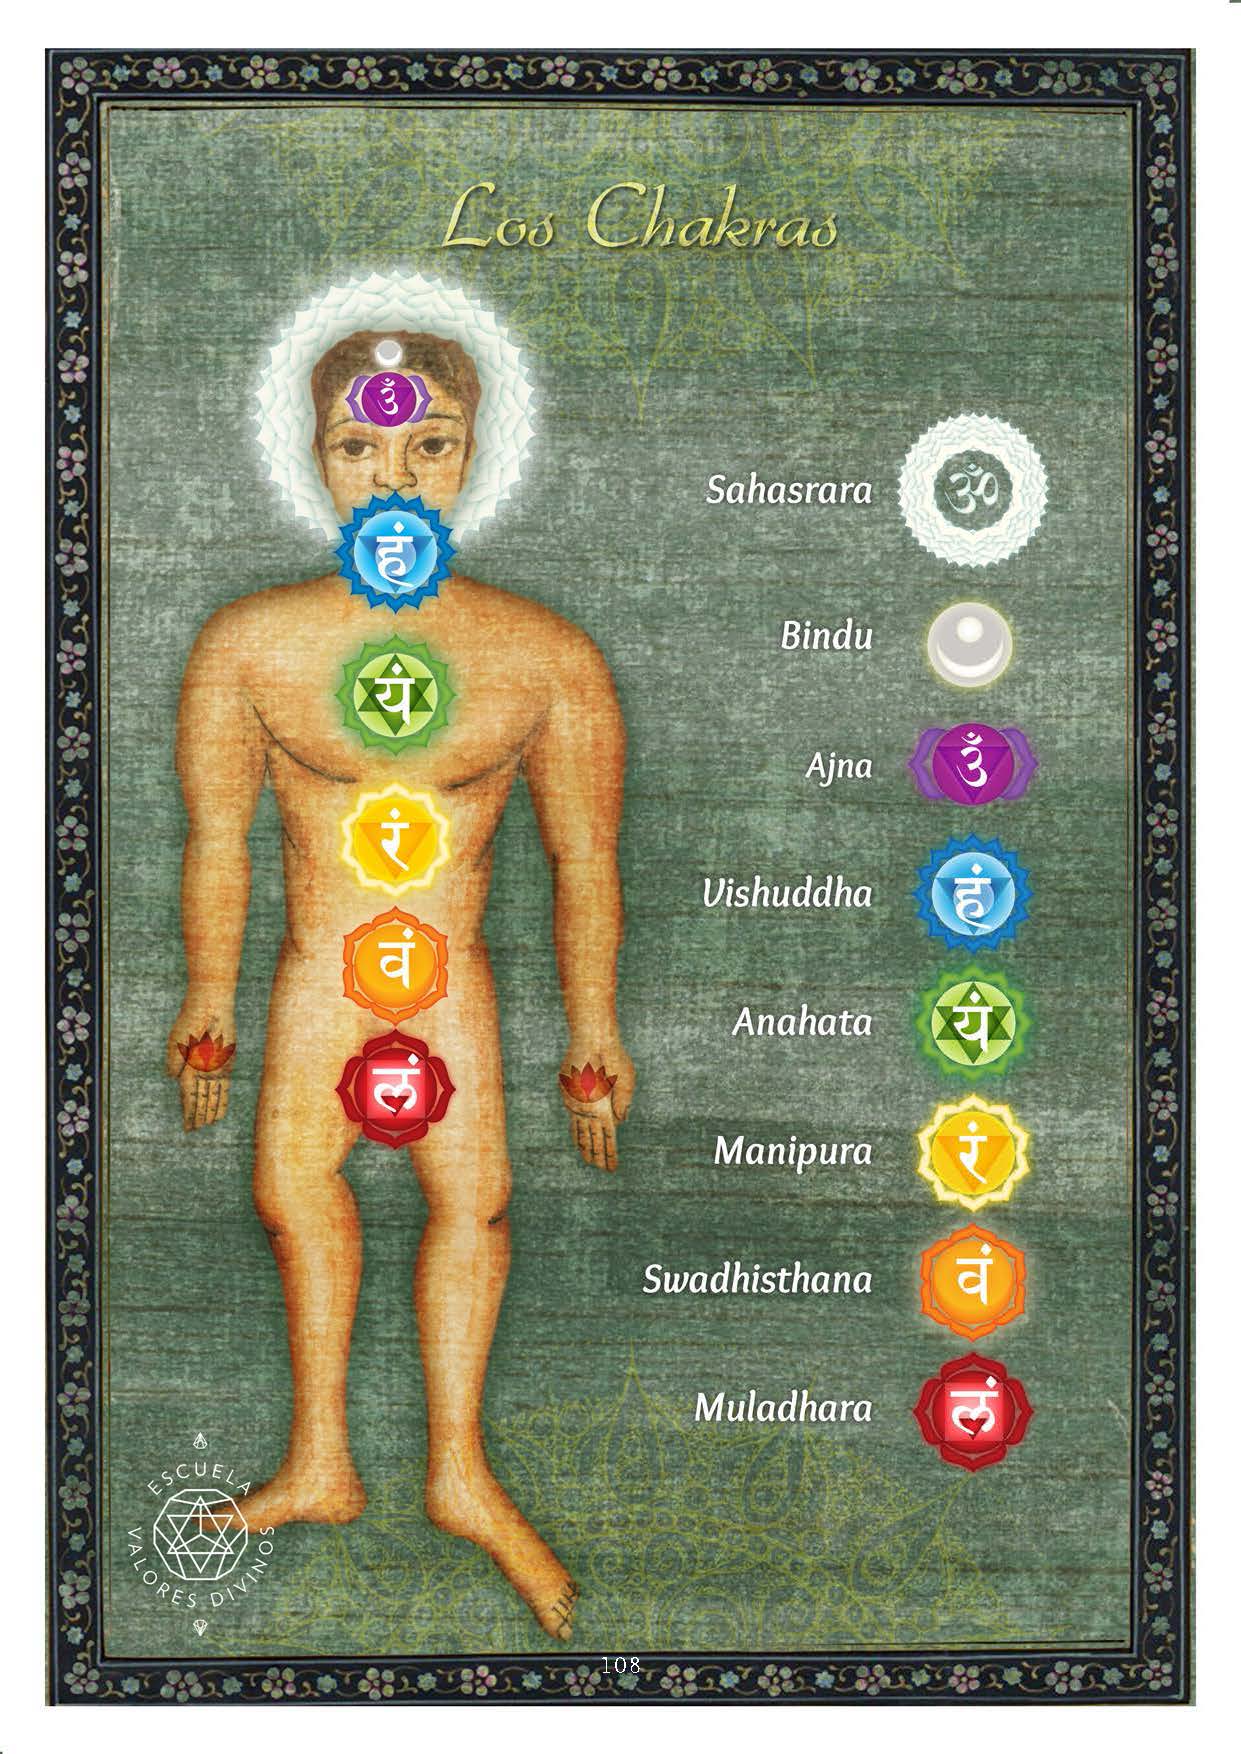 Los Chakras
ॐ
हं
यं
रं
वं
लं
Sahasrara
ॐ
Bindu
Ajna
ॐ
Vishuddha
हं
Anahata
यं
Manipura
रं
Swadhisthana
वं
Muladhara
लं
ESCUELA
VALORES DIVINOS
108